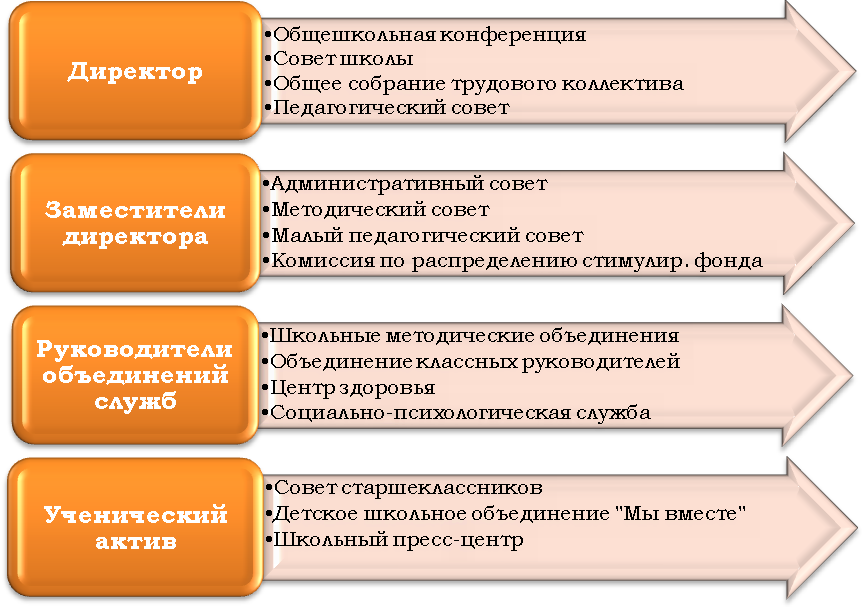 Директор
•Общешкольная конференция
•Совет школы
•Общее собрание трудового коллектива
•Педагогический совет
Заместители
директора
•Административный совет
•Методический совет
•Малый педагогический совет
•Комиссия по распределению стимулир. фонда
Руководители
объединений
служб
•Школьные методические объединения
•Объединение классных руководителей
•Центр здоровья
•Социально-психологическая служба
Ученический
актив
•Совет старшеклассников
•Детское школьное объединение "Мы вместе"
•Школьный пресс-центр